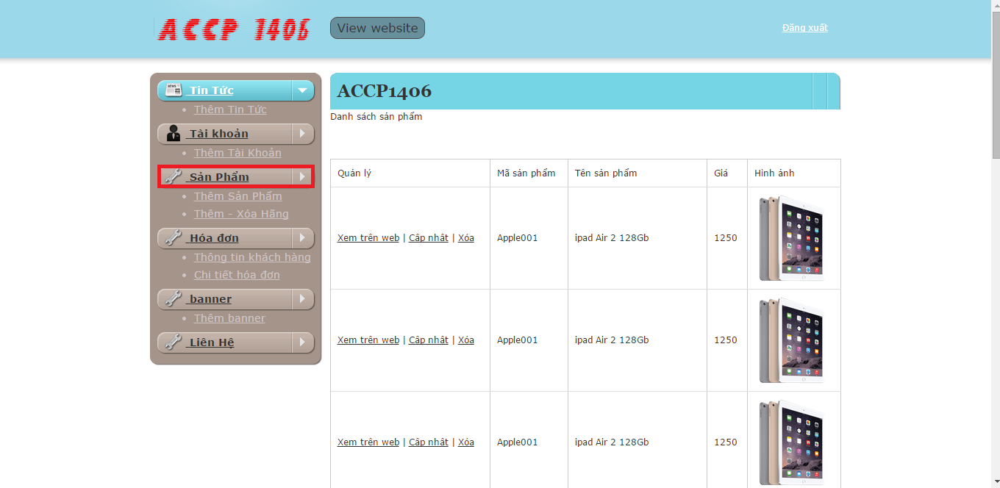 ACCP 1406
View website
Đăng xuất
Tin Tức
Thêm Tin Tức
Tài khoản
Thêm Tài Khoản
Sản Phẩm
Thêm Sản Phẩm
Thêm - Xóa Hãng
Hóa đơn
Thông tin khách hàng
Chi tiết hóa đơn
banner
Thêm banner
Liên Hệ
ACCP1406
Danh sách sản phẩm
Quản lý Mã sản phẩm Tên sản phẩm Giá Hình ảnh
Xem trên web | Cập nhật | Xóa Apple001 ipad Air 2 128Gb 1250
Xem trên web | Cập nhật | Xóa Apple001 ipad Air 2 128Gb 1250
Xem trên web | Cập nhật | Xóa Apple001 ipad Air 2 128Gb 1250